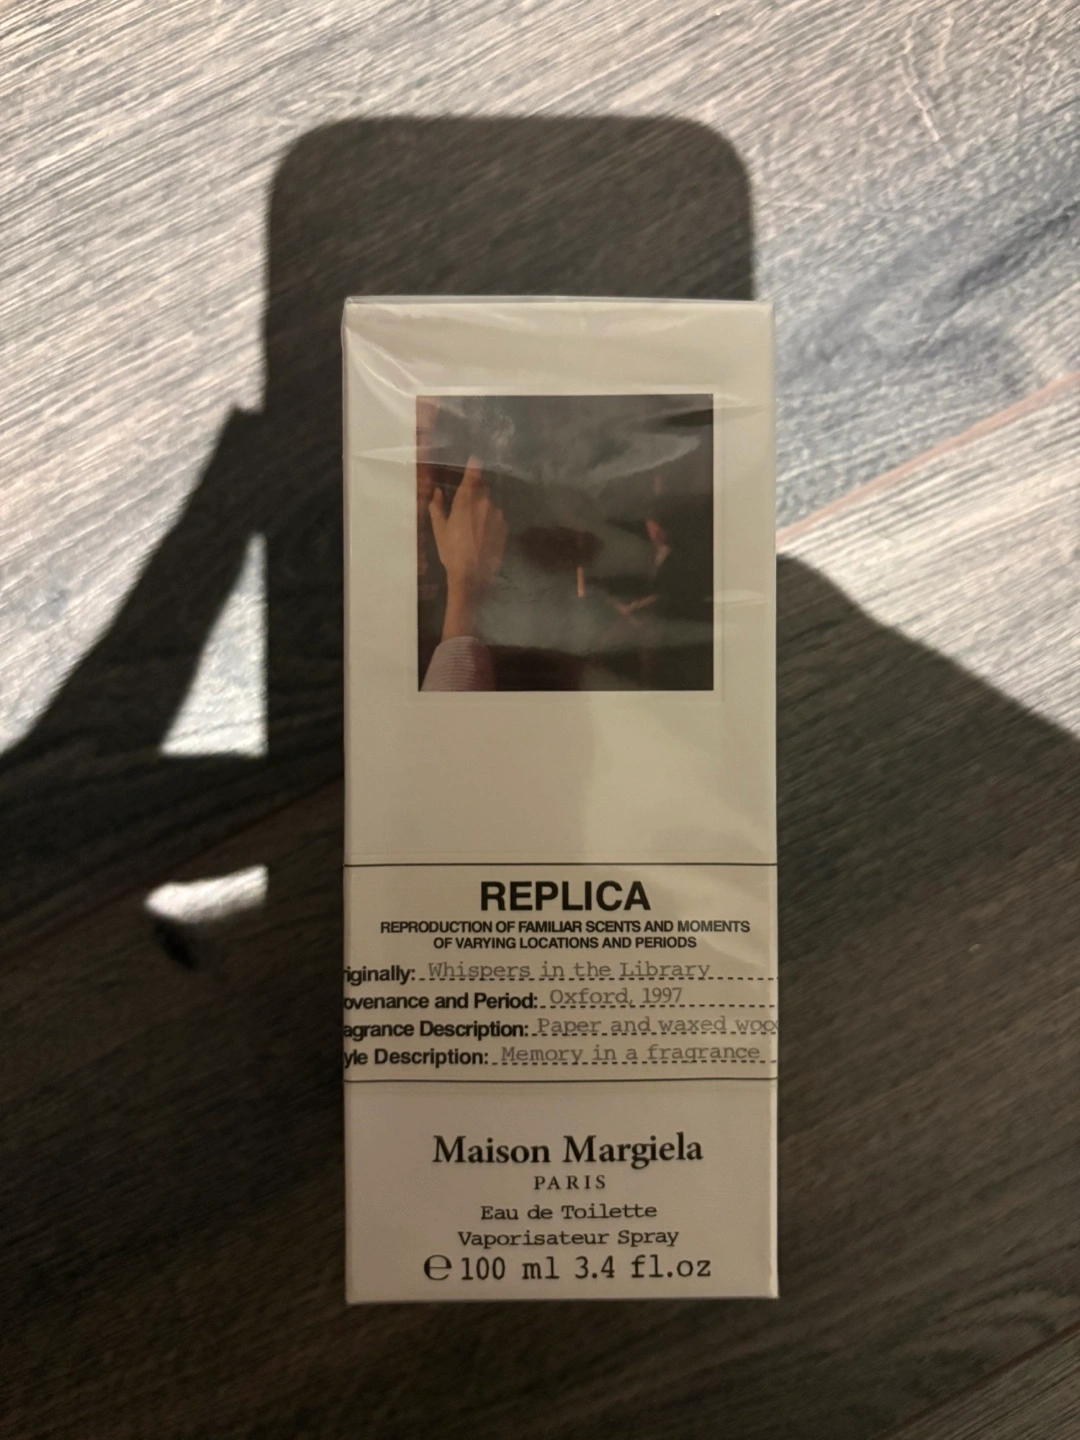 REPLICA
REPRODUCTION OF FAMILIAR SCENTS AND MOMENTS
OF VARYING LOCATIONS AND PERIODS
riginally: Whispers in the Library
ovenance and Period: Oxford, 1997
agrance Description: Paper and waxed woo
yle Description: Memory in a fragrance
Maison Margiela
PARIS
Eau de Toilette
Vaporisateur Spray
℮ 100 ml 3.4 fl.oz